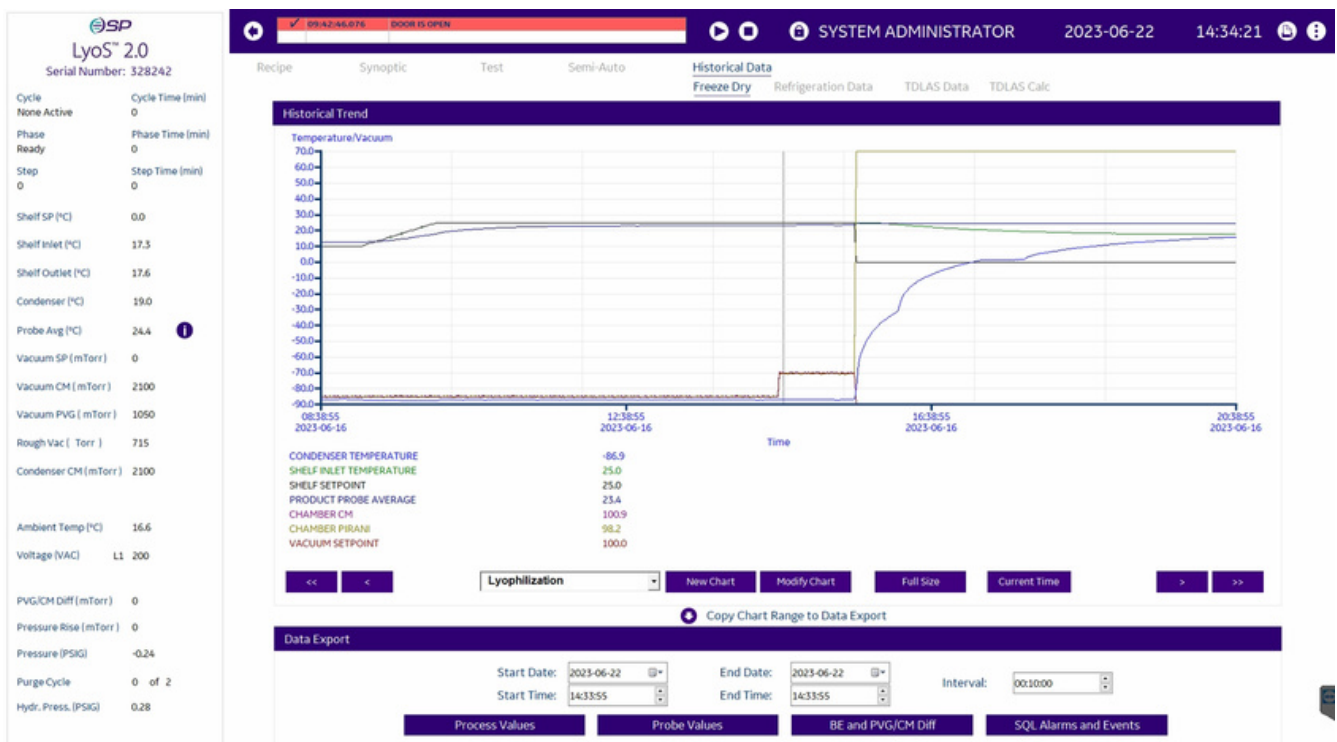 SP
LyoS™ 2.0
Serial Number: 328242
Cycle Cycle Time (min)
None Active 0
Phase Phase Time (min)
Ready 0
Step Step Time (min)
0 0
Shelf SP (°C) 0.0
Shelf Inlet (°C) 17.3
Shelf Outlet (°C) 17.6
Condenser (°C) 19.0
Probe Avg (°C) 24.4 i
Vacuum SP ( mTorr ) 0
Vacuum CM ( mTorr ) 2100
Vacuum PVG ( mTorr ) 1050
Rough Vac ( Torr ) 715
Condenser CM (mTorr ) 2100
Ambient Temp (°C) 16.6
Voltage (VAC) L1 200
PVG/CM Diff (mTorr ) 0
Pressure Rise (mTorr ) 0
Pressure (PSIG) -0.24
Purge Cycle 0 of 2
Hydr. Press. (PSIG) 0.28
09:42:46.076 DOOR IS OPEN
SYSTEM ADMINISTRATOR 2023-06-22 14:34:21
Recipe Synoptic Test Semi-Auto Historical Data
Freeze Dry Refrigeration Data TDLAS Data TDLAS Calc
Historical Trend
Temperature/Vacuum
70.0
60.0
50.0
40.0
30.0
20.0
10.0
0.0
-10.0
-20.0
-30.0
-40.0
-50.0
-60.0
-70.0
-80.0
-90.0
08:38:55 12:38:55 16:38:55 20:38:55
2023-06-16 2023-06-16 2023-06-16 2023-06-16
Time
CONDENSER TEMPERATURE -86.9
SHELF INLET TEMPERATURE 25.0
SHELF SETPOINT 25.0
PRODUCT PROBE AVERAGE 23.4
CHAMBER CM 100.9
CHAMBER PIRANI 98.2
VACUUM SETPOINT 100.0
<< < Lyophilization New Chart Modify Chart Full Size Current Time > >>
Copy Chart Range to Data Export
Data Export
Start Date: 2023-06-22 End Date: 2023-06-22 Interval: 00:10:00
Start Time: 14:33:55 End Time: 14:33:55
Process Values Probe Values BE and PVG/CM Diff SQL Alarms and Events